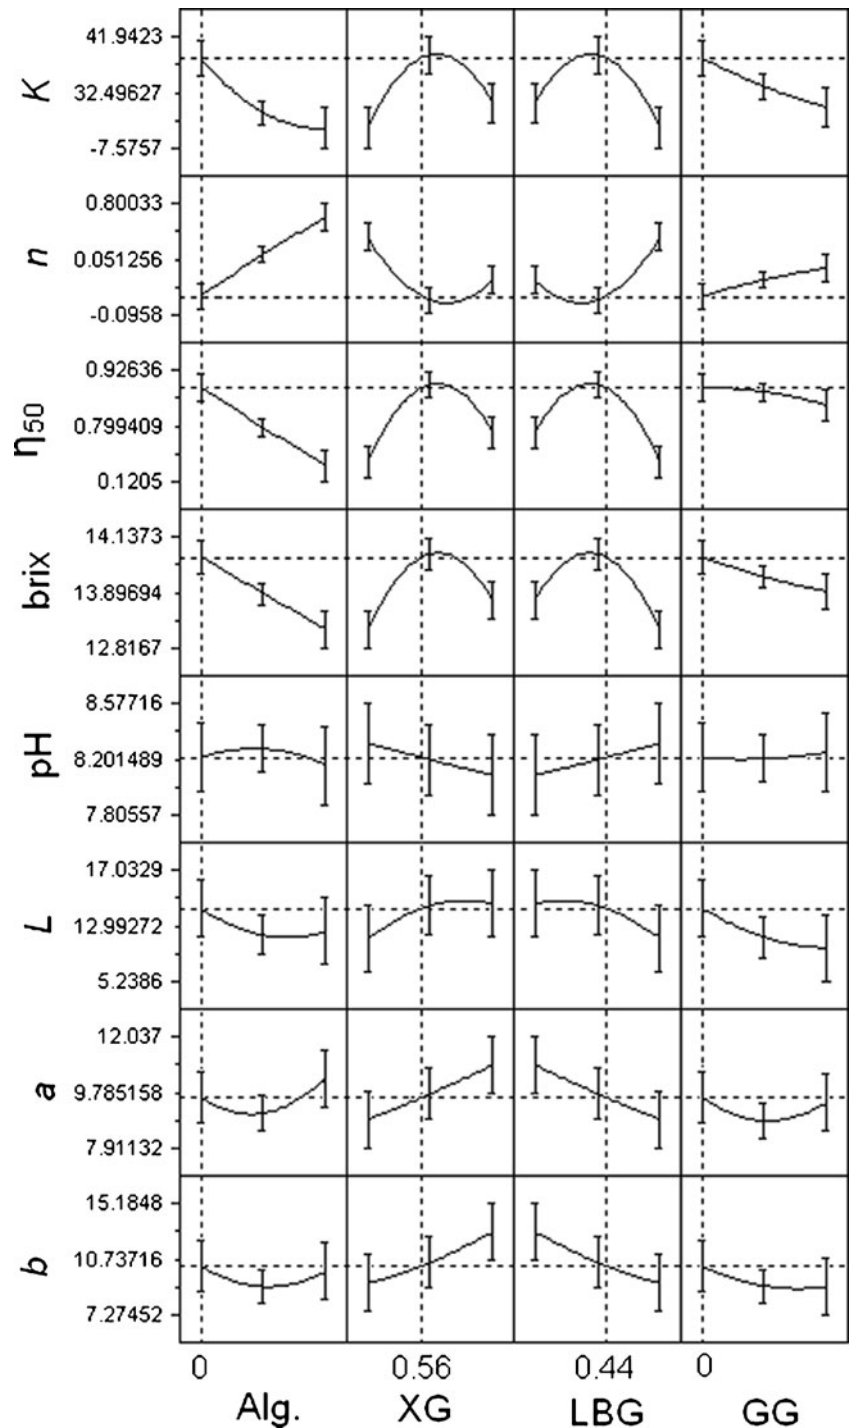 K
41.9423
32.49627
-7.5757
n
0.80033
0.051256
-0.0958
η50
0.92636
0.799409
0.1205
brix
14.1373
13.89694
12.8167
pH
8.57716
8.201489
7.80557
L
17.0329
12.99272
5.2386
a
12.037
9.785158
7.91132
b
15.1848
10.73716
7.27452
0 0.56 0.44 0
Alg. XG LBG GG